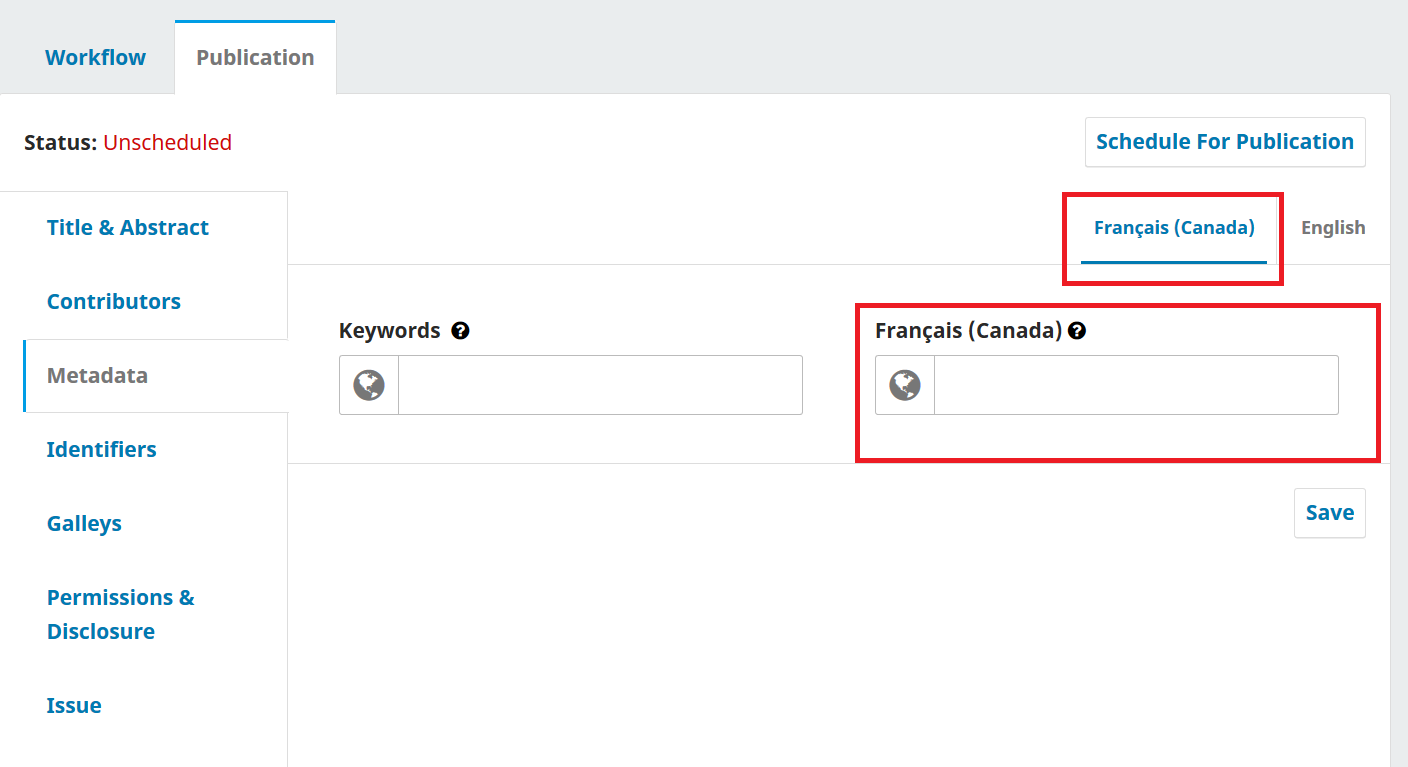 Workflow
Publication
Status: Unscheduled
Schedule For Publication
Title & Abstract
Contributors
Metadata
Identifiers
Galleys
Permissions &
Disclosure
Issue
Français (Canada)
English
Keywords
Français (Canada)
Save